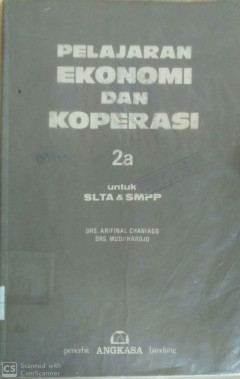 PELAJARAN
EKONOMI
DAN
KOPERASI
2a
untuk
SLTA & SMPP
DRS. ARIFINAL CHANIAGO
DRS. MUDJIHARDJO
penerbit ANGKASA bandung
CS Scanned with
CamScanner